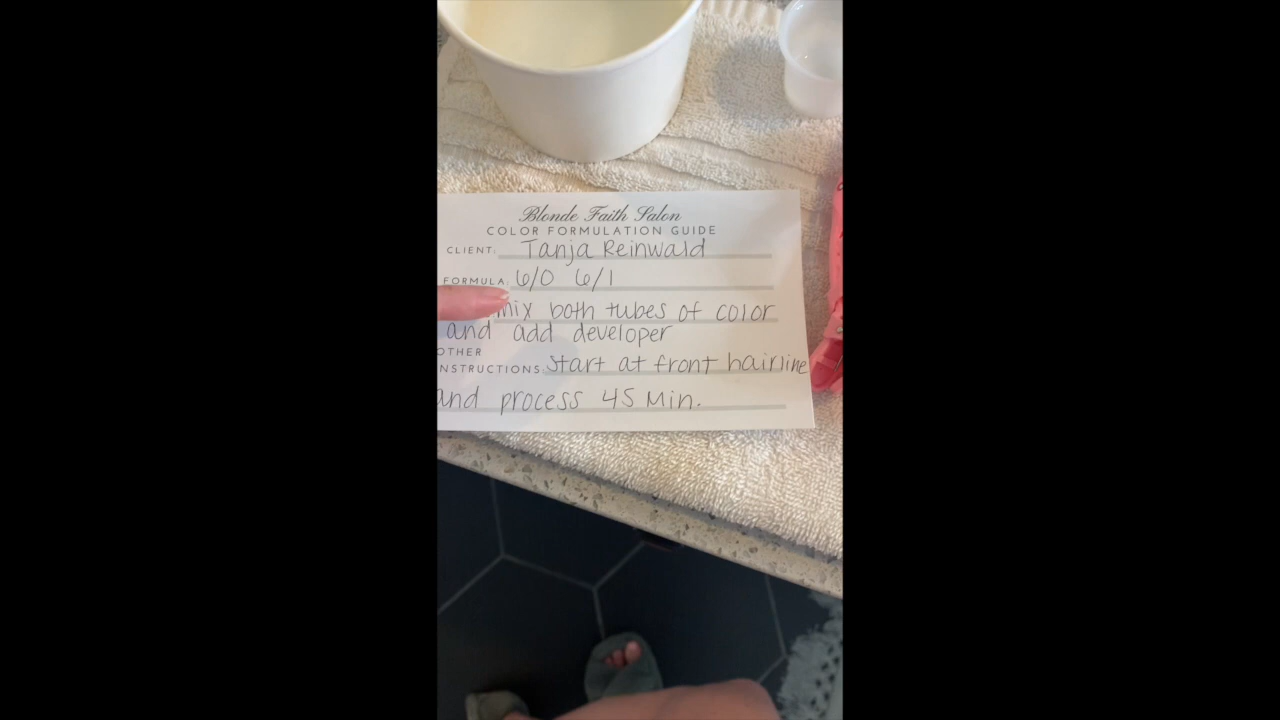 Blonde Faith Salon
COLOR FORMULATION GUIDE
CLIENT: Tanja Reinwald
FORMULA: 6/0 6/1
mix both tubes of color
and add developer
OTHER
NSTRUCTIONS: Start at front hairline
and process 45 Min.